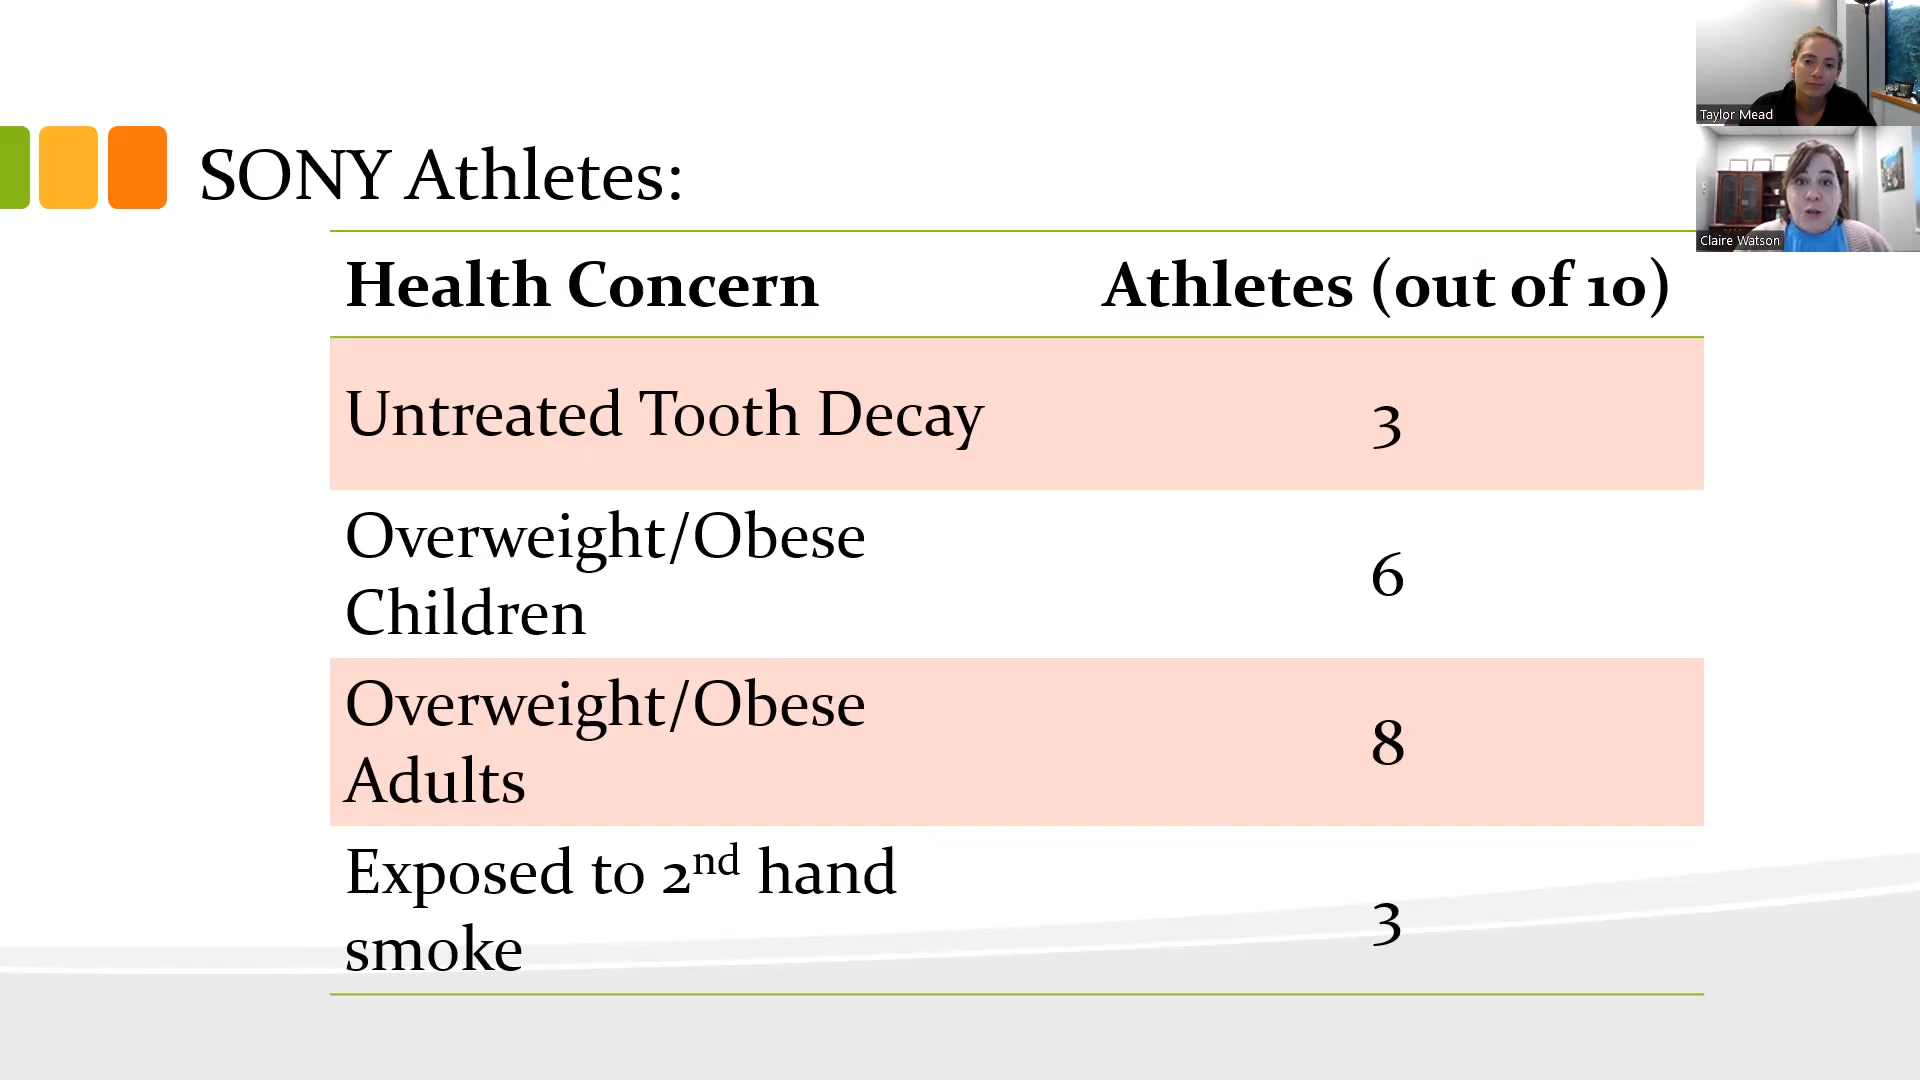 Taylor Mead
Claire Watson
SONY Athletes:
Health Concern Athletes (out of 10)
Untreated Tooth Decay 3
Overweight/Obese
Children 6
Overweight/Obese
Adults 8
Exposed to 2nd hand
smoke 3